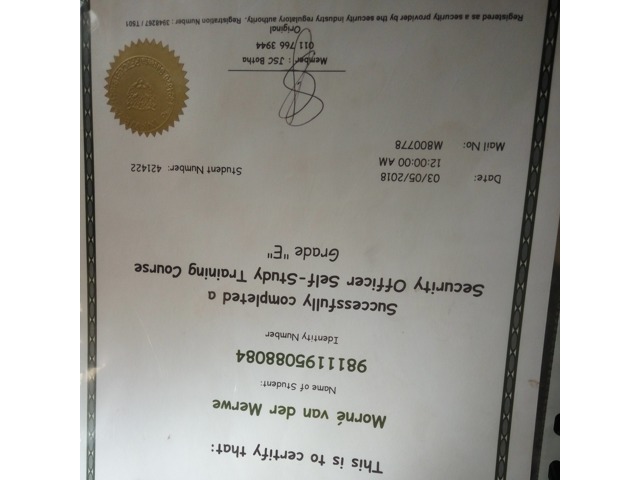 This is to certify that:
Morné van der Merwe
Name of Student:
9811195088084
Identity Number
Successfully completed a
Security Officer Self-Study Training Course
Grade "E"
Date: 03/05/2018 Student Number: 421422
12:00:00 AM
Mail No: M800778
Member : JSC Botha
011 766 3944
Original
Registered as a security provider by the security industry regulatory authority. Registration Number : 3948267 / T581